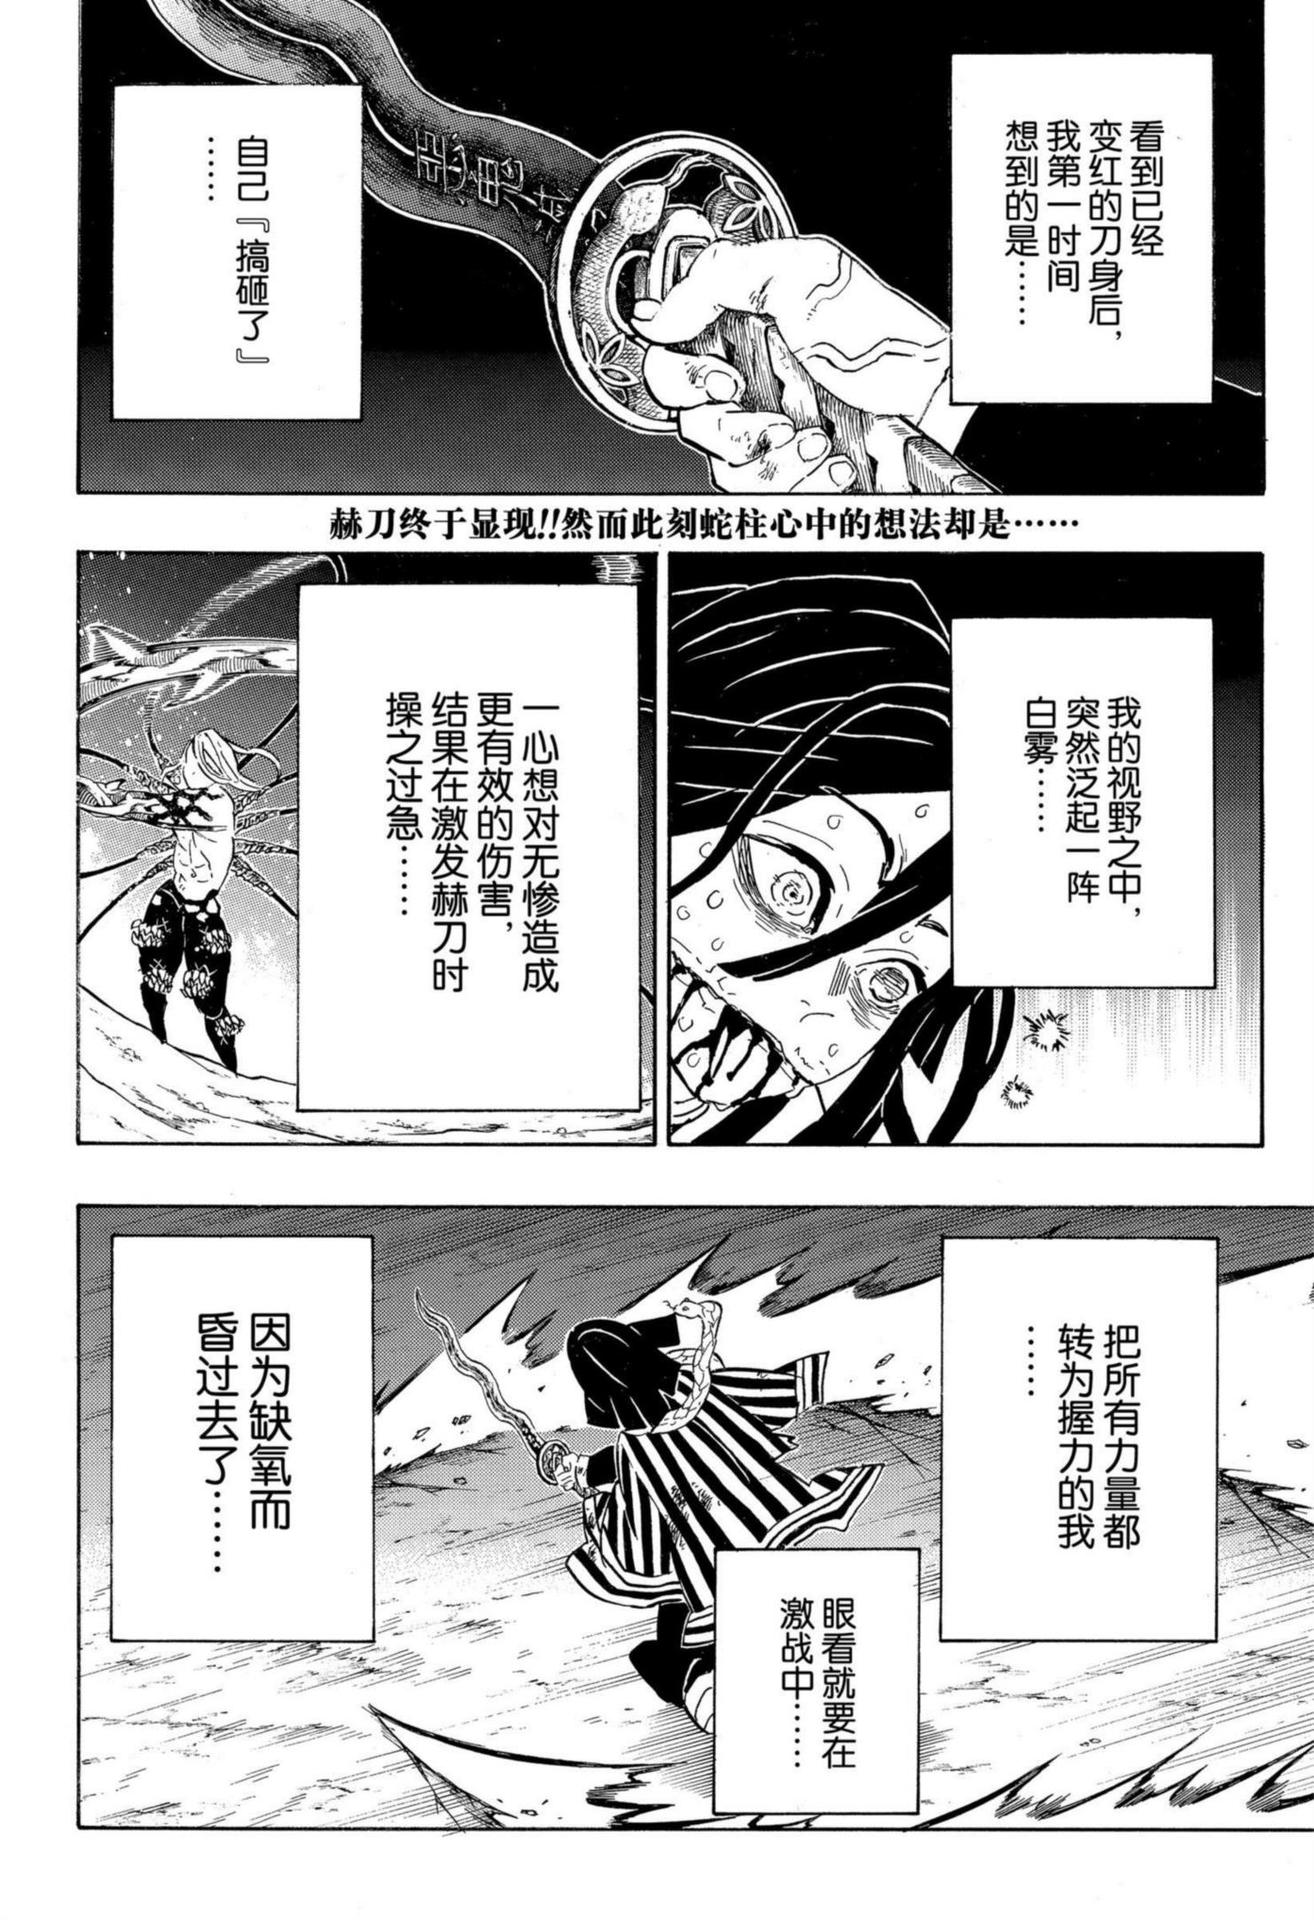 看到已经
变红的刀身后，
我第一时间
想到的是……
自己『搞砸了』
……
惡鬼滅
赫刀终于显现!!然而此刻蛇柱心中的想法却是……
我的视野之中，
突然泛起一阵
白雾……
一心想对无惨造成
更有效的伤害，
结果在激发赫刀时
操之过急……
把所有力量都
转为握力的我
……
眼看就要在
激战中……
因为缺氧而
昏过去了……